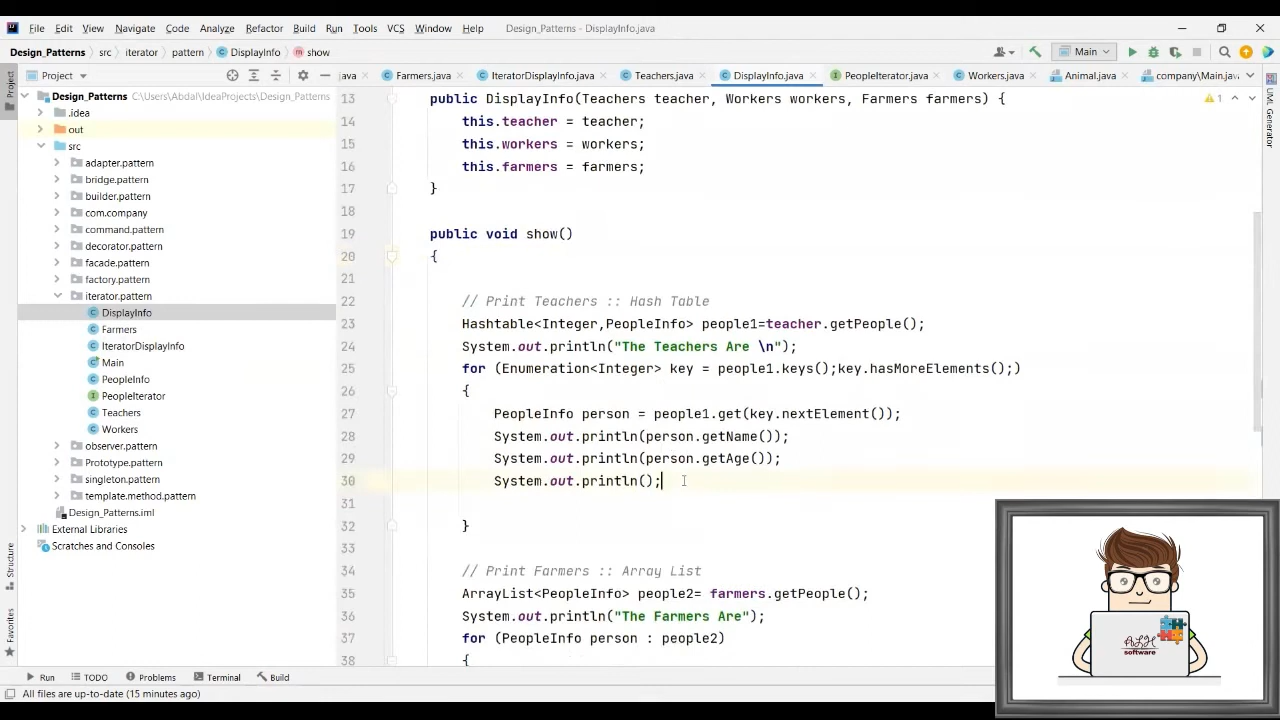 File Edit View Navigate Code Analyze Refactor Build Run Tools VCS Window Help Design_Patterns - DisplayInfo.java
Design_Patterns src iterator pattern DisplayInfo show Main
Project java Farmers.java IteratorDisplayInfo.java Teachers.java DisplayInfo.java PeopleIterator.java Workers.java Animal.java company\Main.java
Project
Design_Patterns C:\Users\Abdal\IdeaProjects\Design_Patterns
.idea
out
src
adapter.pattern
bridge.pattern
builder.pattern
com.company
command.pattern
decorator.pattern
facade.pattern
factory.pattern
iterator.pattern
DisplayInfo
Farmers
IteratorDisplayInfo
Main
PeopleInfo
PeopleIterator
Teachers
Workers
observer.pattern
Prototype.pattern
singleton.pattern
template.method.pattern
Design_Patterns.iml
External Libraries
Scratches and Consoles
Structure
Favorites
13 public DisplayInfo(Teachers teacher, Workers workers, Farmers farmers) {
14 this.teacher = teacher;
15 this.workers = workers;
16 this.farmers = farmers;
17 }
18
19 public void show()
20 {
21
22 // Print Teachers :: Hash Table
23 Hashtable<Integer,PeopleInfo> people1=teacher.getPeople();
24 System.out.println("The Teachers Are \n");
25 for (Enumeration<Integer> key = people1.keys();key.hasMoreElements();)
26 {
27 PeopleInfo person = people1.get(key.nextElement());
28 System.out.println(person.getName());
29 System.out.println(person.getAge());
30 System.out.println();
31
32 }
33
34 // Print Farmers :: Array List
35 ArrayList<PeopleInfo> people2= farmers.getPeople();
36 System.out.println("The Farmers Are");
37 for (PeopleInfo person : people2)
38 {
1
UML Generator
software
Run TODO Problems Terminal Build
All files are up-to-date (15 minutes ago)